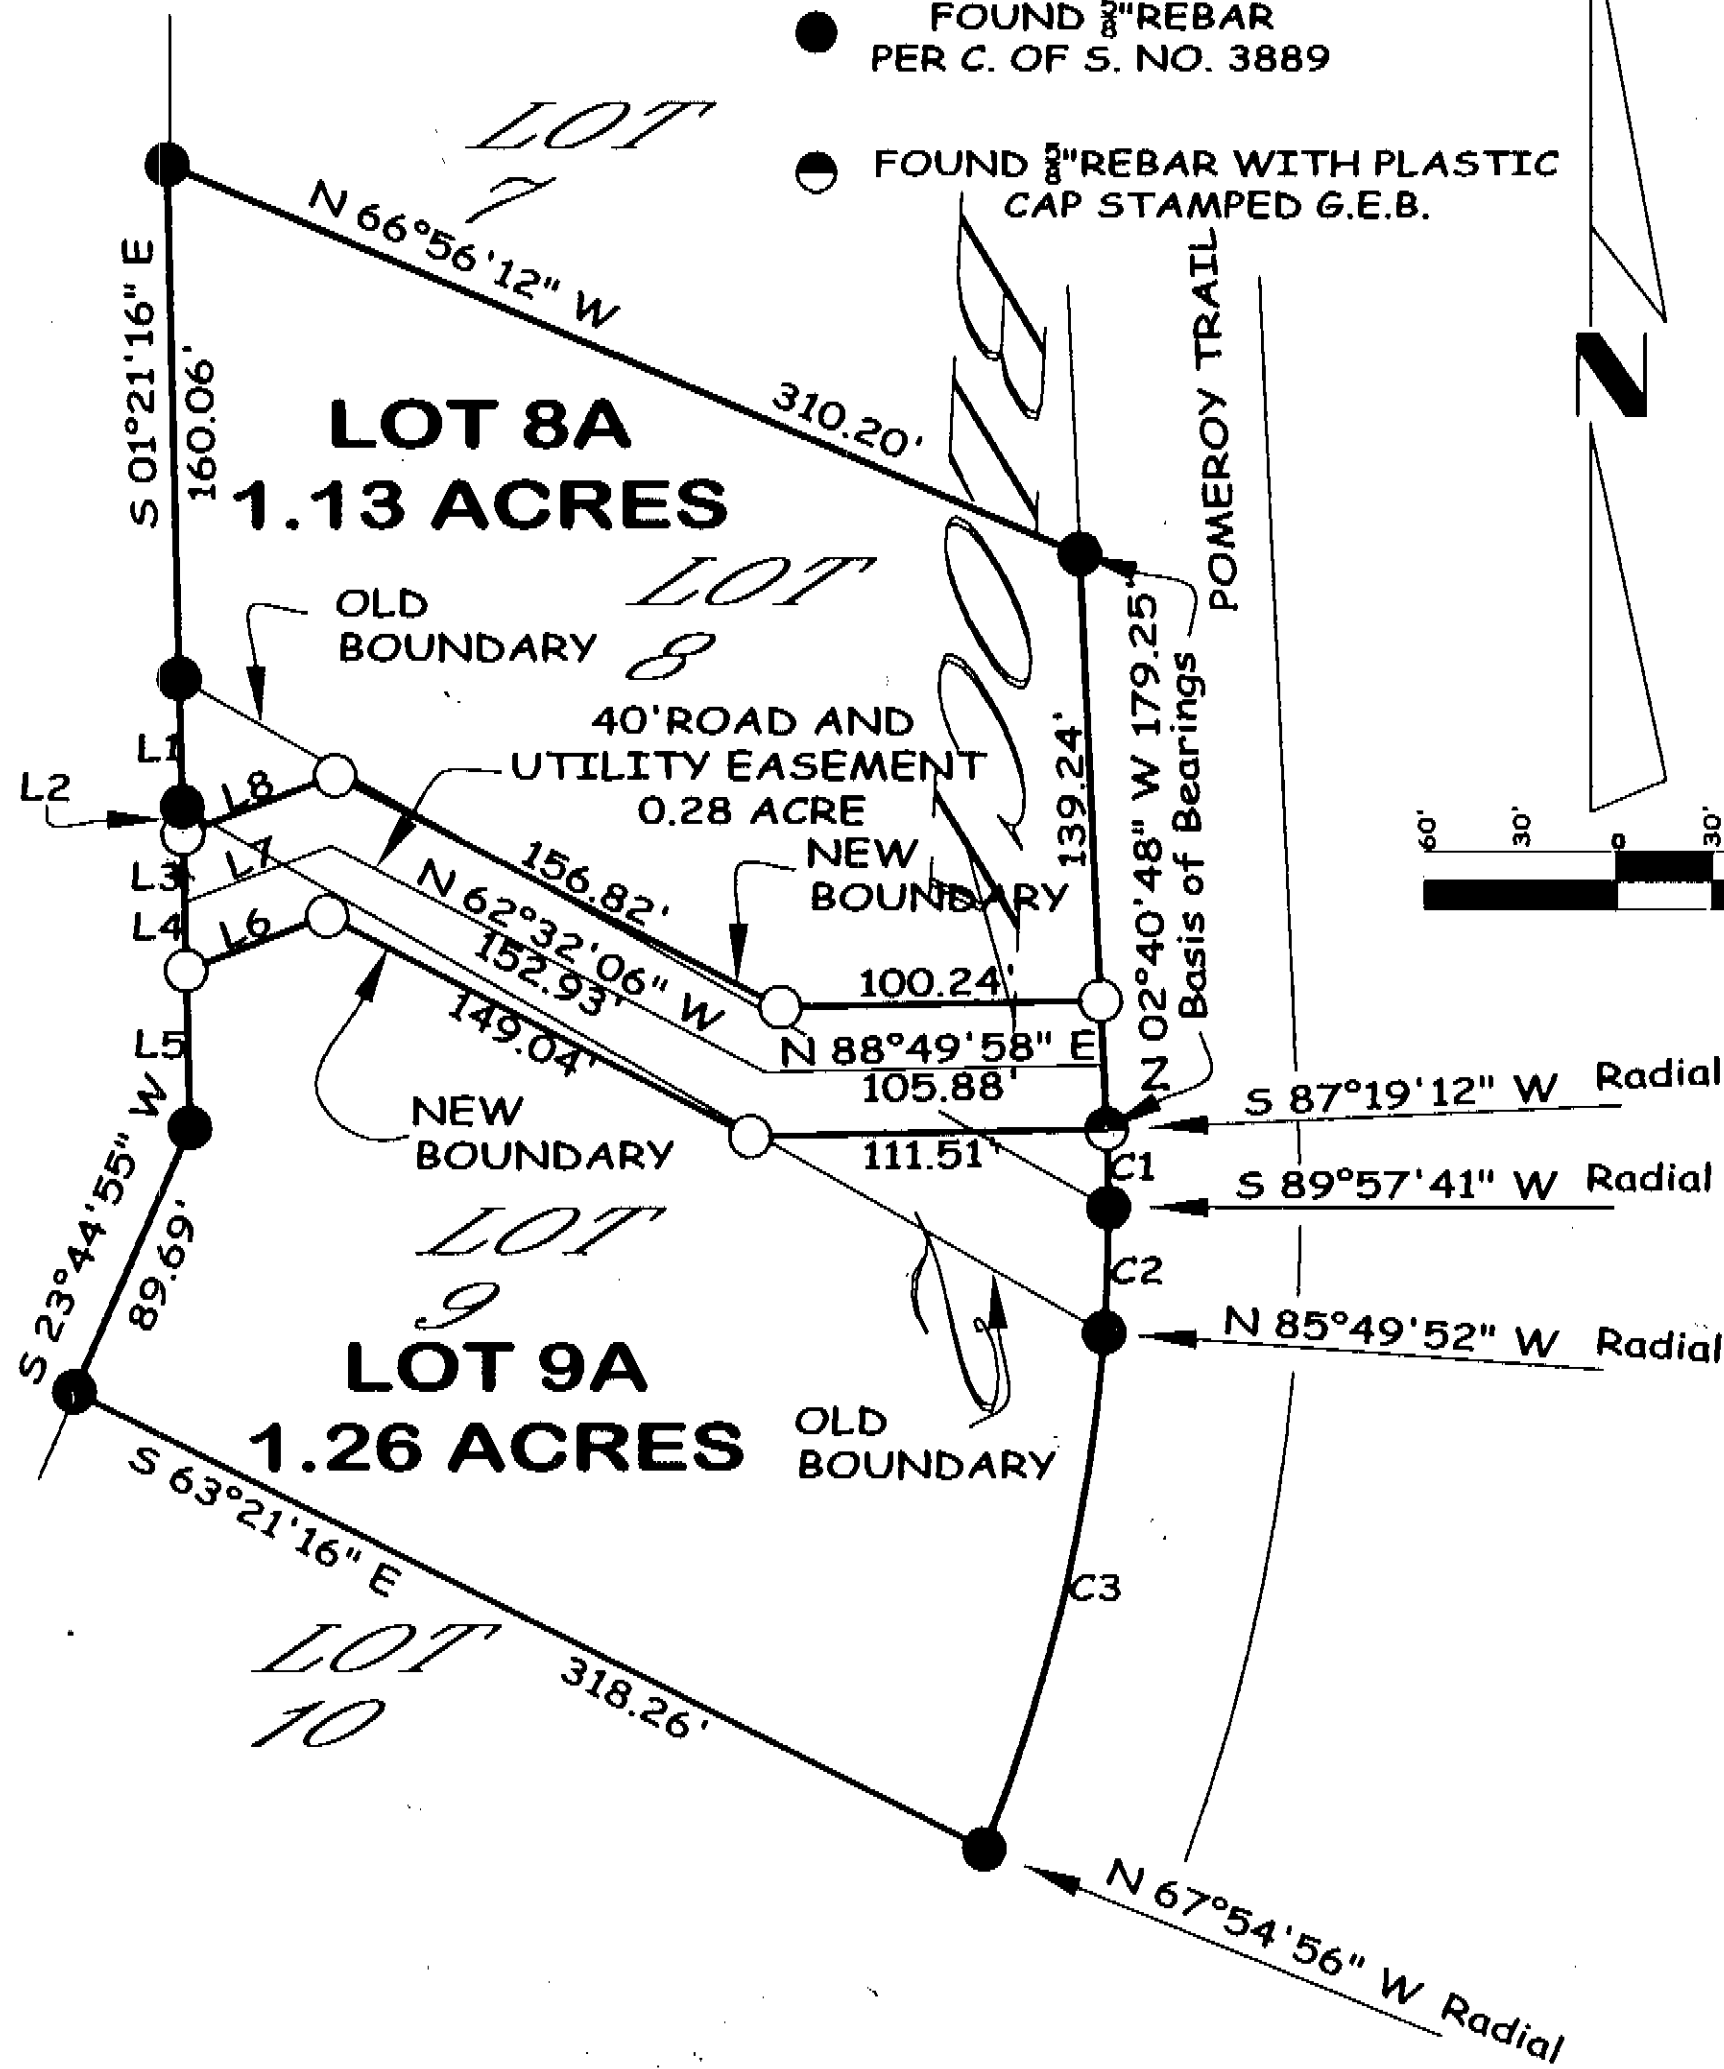 FOUND 5/8" REBAR
PER C. OF S. NO. 3889
FOUND 5/8" REBAR WITH PLASTIC
CAP STAMPED G.E.B.
LOT
7
N 66°56'12" W
310.20'
S 01°21'16" E
160.06'
LOT 8A
1.13 ACRES
POMEROY TRAIL
N
LOT
8
OLD
BOUNDARY
40' ROAD AND
UTILITY EASEMENT
0.28 ACRE
NEW
BOUNDARY
139.24'
N 02°40'48" W 179.25'
Basis of Bearings
60'
30'
0
30'
L1
L2
L8
L7
L3
L4
L6
L5
156.82'
N 62°32'06" W
152.93'
149.04'
100.24'
N 88°49'58" E
105.88'
111.51'
NEW
BOUNDARY
S 87°19'12" W Radial
C1
S 89°57'41" W Radial
C2
N 85°49'52" W Radial
S 23°44'55" W
89.69'
LOT
9
LOT 9A
1.26 ACRES
OLD
BOUNDARY
S 63°21'16" E
318.26'
C3
LOT
10
N 67°54'56" W Radial